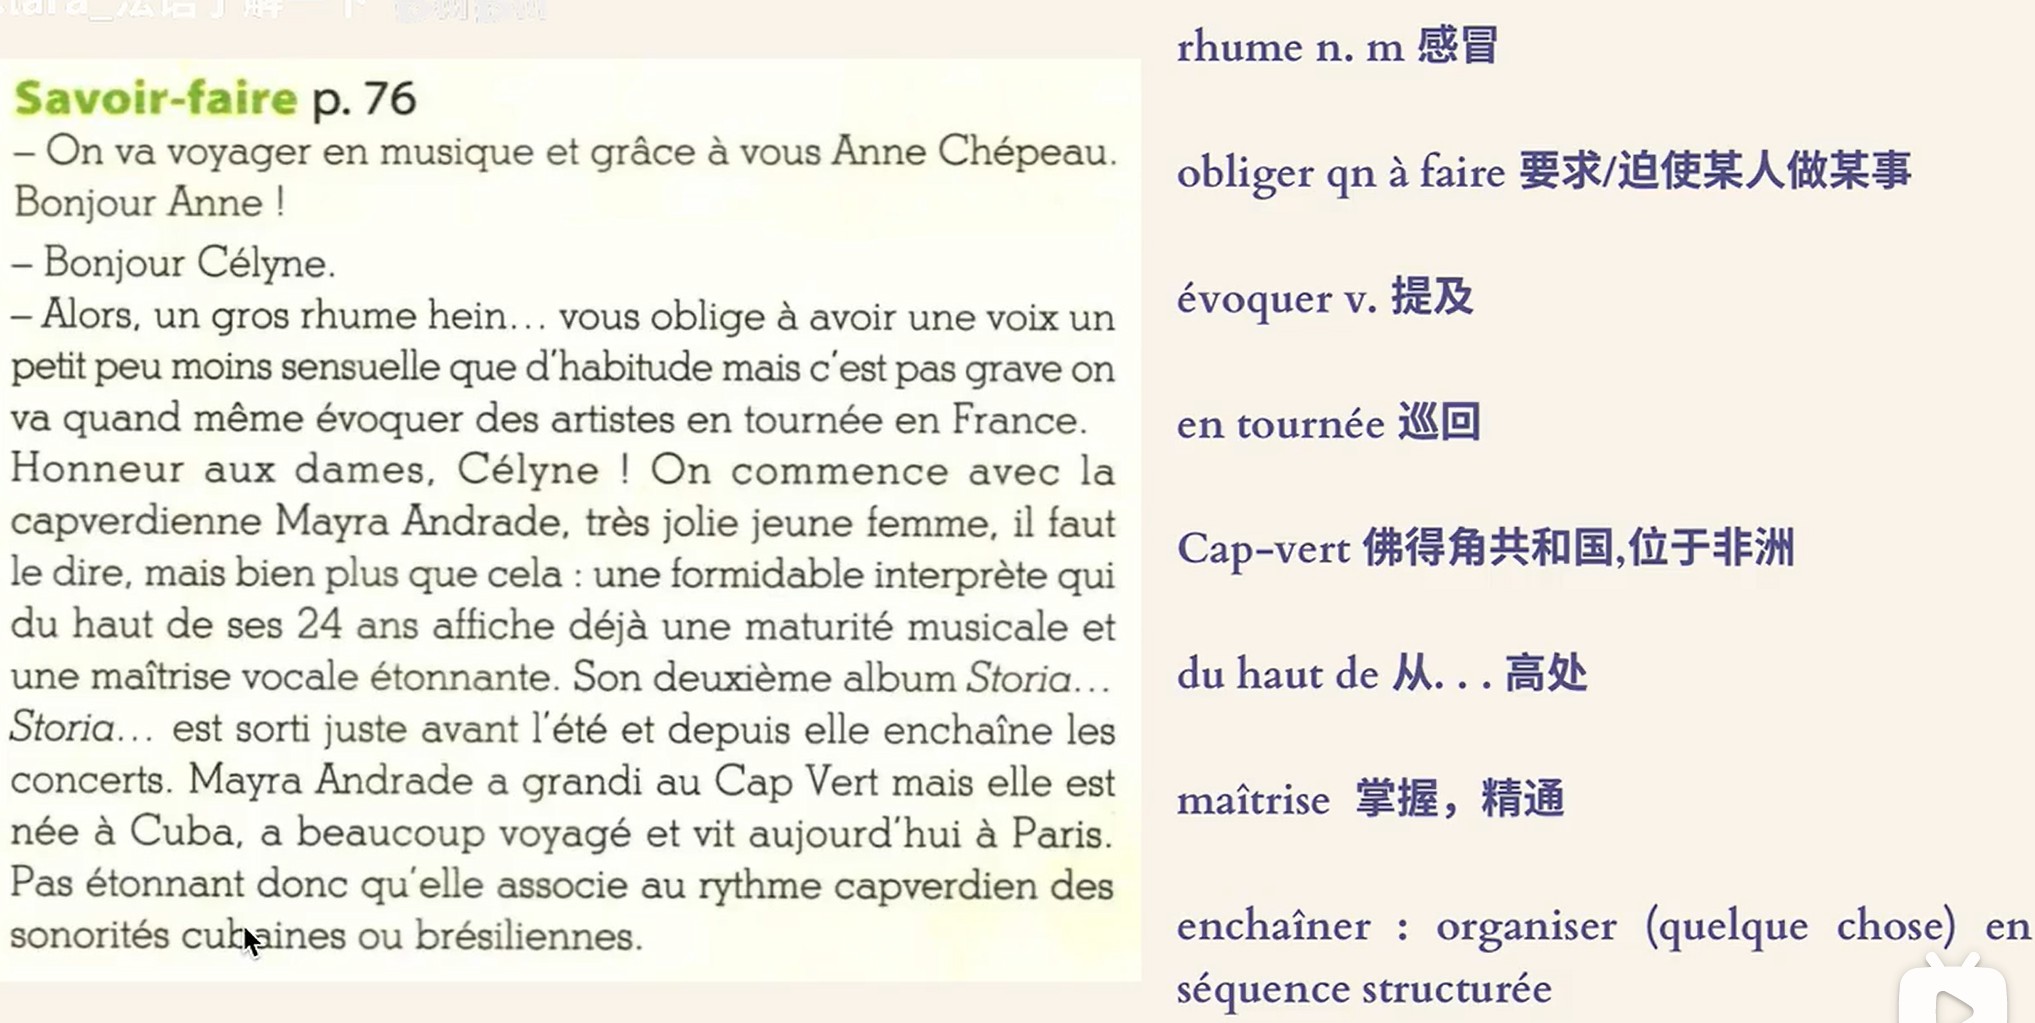 法语了解一下
Savoir-faire p. 76
– On va voyager en musique et grâce à vous Anne Chépeau.
Bonjour Anne !
– Bonjour Célyne.
– Alors, un gros rhume hein... vous oblige à avoir une voix un
petit peu moins sensuelle que d'habitude mais c'est pas grave on
va quand même évoquer des artistes en tournée en France.
Honneur aux dames, Célyne ! On commence avec la
capverdienne Mayra Andrade, très jolie jeune femme, il faut
le dire, mais bien plus que cela : une formidable interprète qui
du haut de ses 24 ans affiche déjà une maturité musicale et
une maîtrise vocale étonnante. Son deuxième album Storia...
Storia... est sorti juste avant l'été et depuis elle enchaîne les
concerts. Mayra Andrade a grandi au Cap Vert mais elle est
née à Cuba, a beaucoup voyagé et vit aujourd'hui à Paris.
Pas étonnant donc qu'elle associe au rythme capverdien des
sonorités cubaines ou brésiliennes.
rhume n. m 感冒
obliger qn à faire 要求/迫使某人做某事
évoquer v. 提及
en tournée 巡回
Cap-vert 佛得角共和国,位于非洲
du haut de 从. . . 高处
maîtrise 掌握，精通
enchaîner : organiser (quelque chose) en
séquence structurée